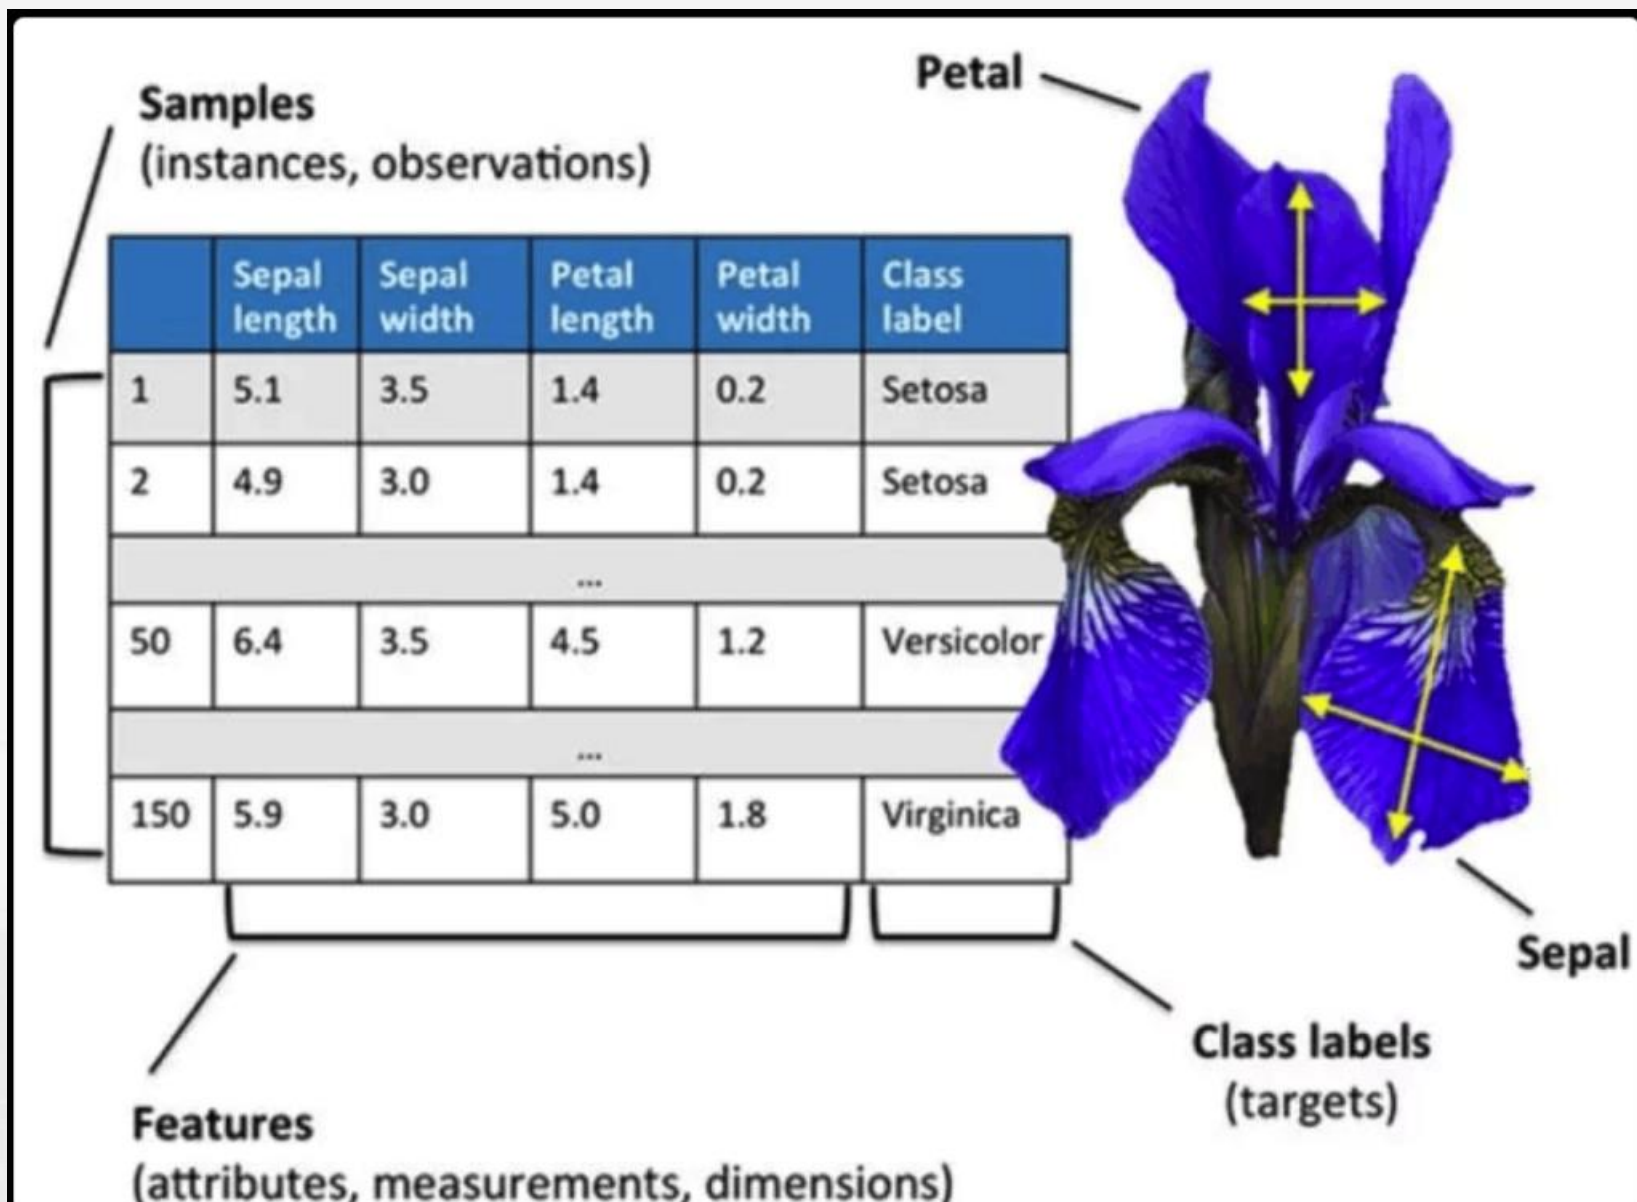 Petal
Samples
(instances, observations)
Sepal length Sepal width Petal length Petal width Class label
1 5.1 3.5 1.4 0.2 Setosa
2 4.9 3.0 1.4 0.2 Setosa
...
50 6.4 3.5 4.5 1.2 Versicolor
...
150 5.9 3.0 5.0 1.8 Virginica
Sepal
Class labels
(targets)
Features
(attributes, measurements, dimensions)